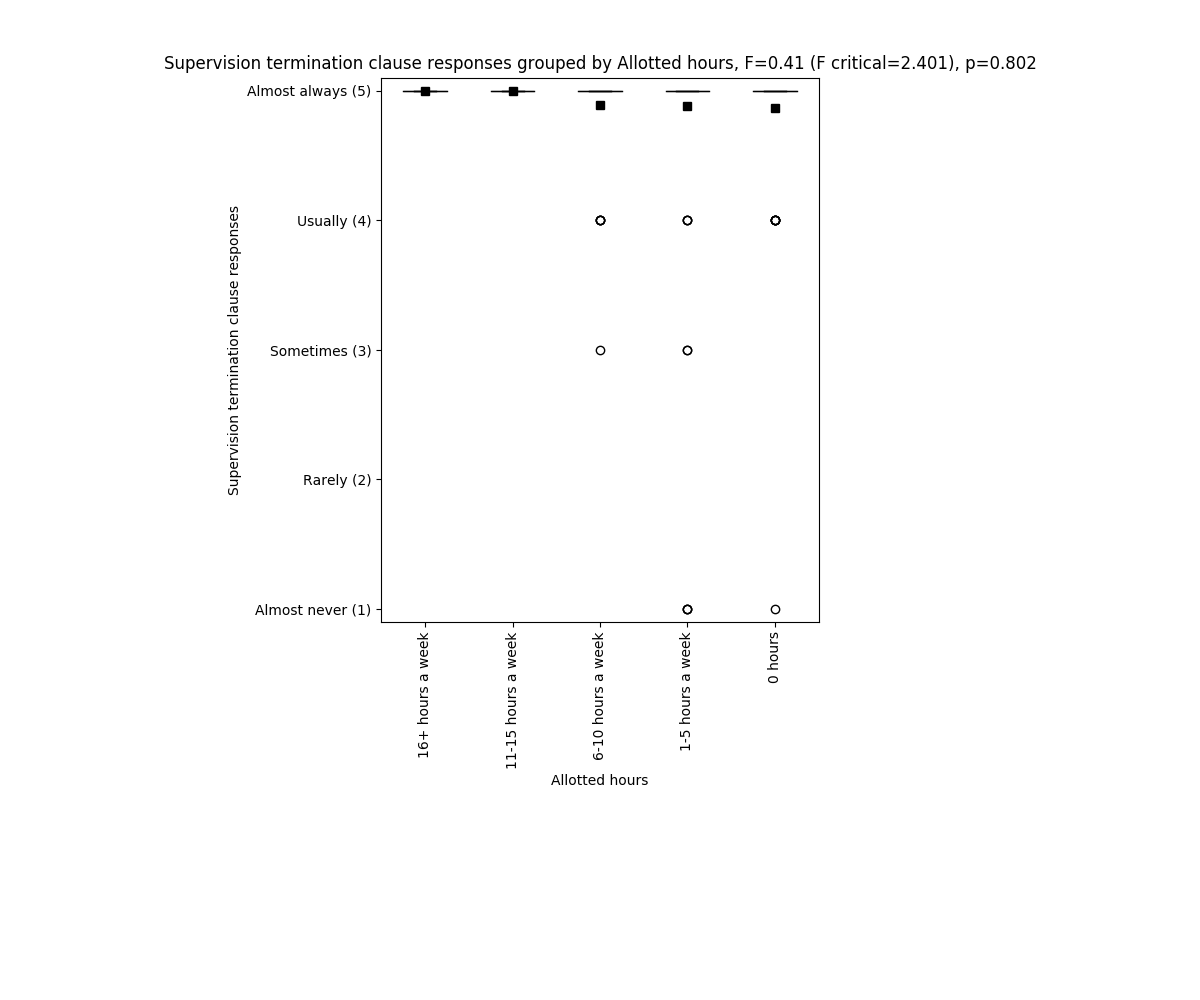 Supervision termination clause responses grouped by Allotted hours, F=0.41 (F critical=2.401), p=0.802
Supervision termination clause responses
Almost always (5)
Usually (4)
Sometimes (3)
Rarely (2)
Almost never (1)
16+ hours a week
11-15 hours a week
6-10 hours a week
1-5 hours a week
0 hours
Allotted hours